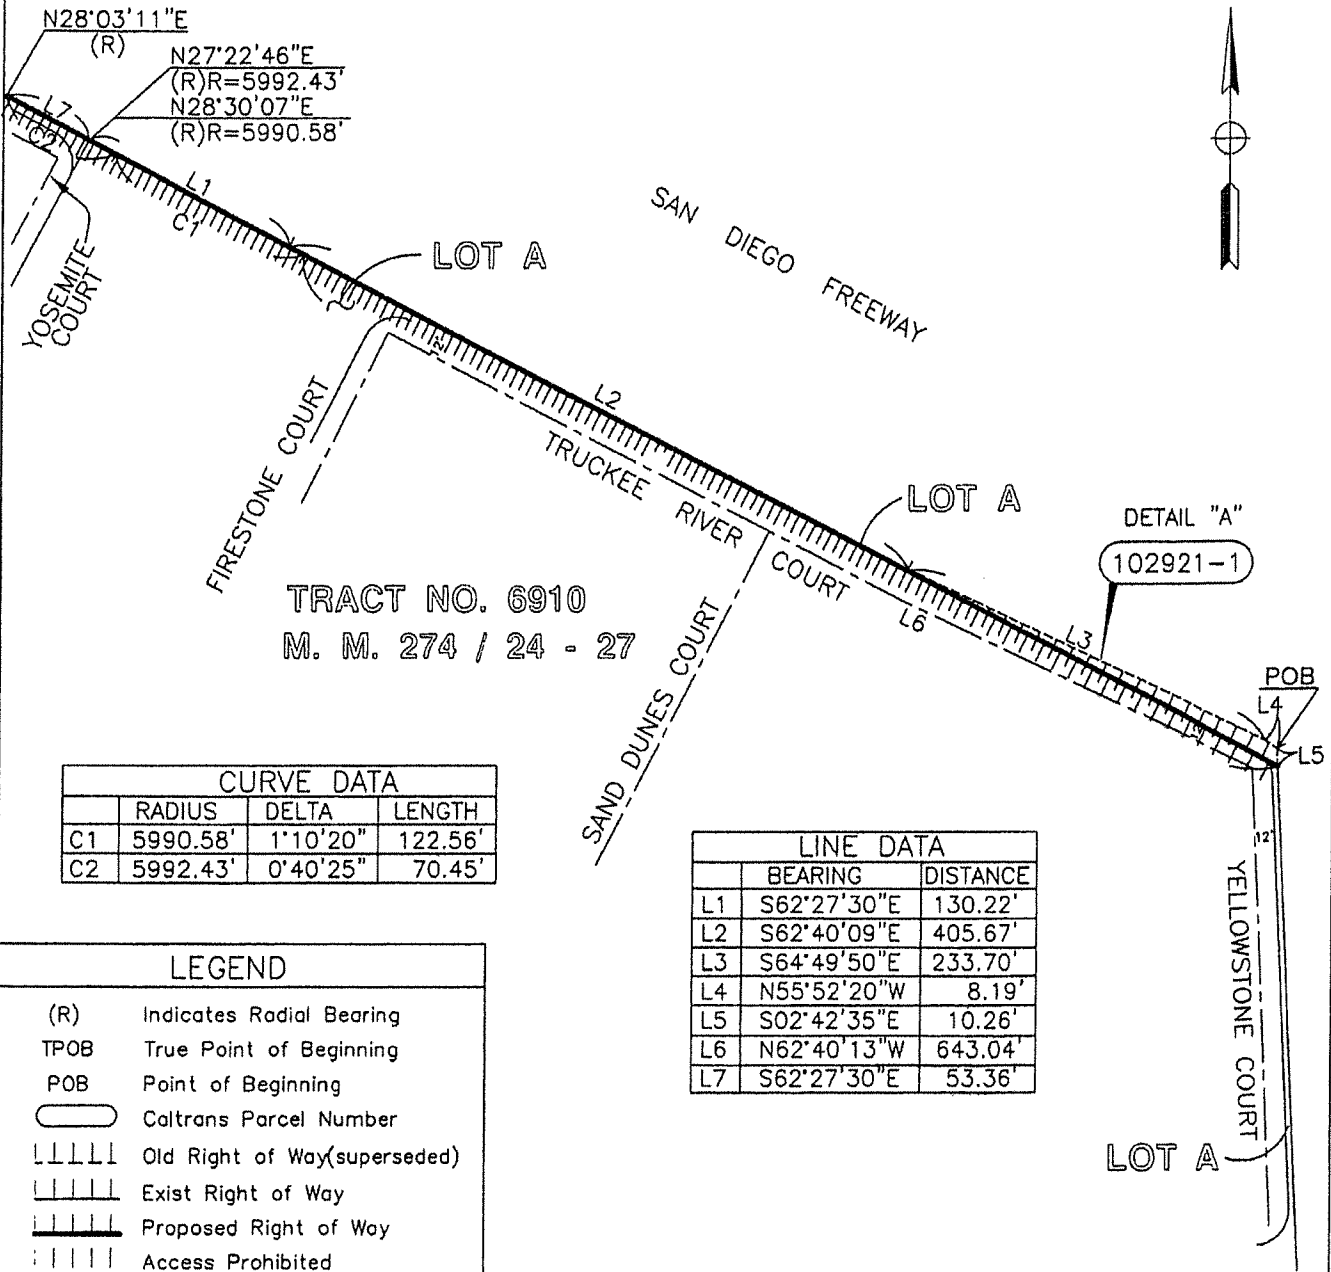 N28°03'11"E
(R)
N27°22'46"E
(R)R=5992.43'
N28°30'07"E
(R)R=5990.58'
L7
C2
L1
C1
LOT A
SAN DIEGO FREEWAY
YOSEMITE
COURT
12'
L2
FIRESTONE COURT
TRUCKEE RIVER COURT
LOT A
DETAIL "A"
102921-1
TRACT NO. 6910
M. M. 274 / 24 - 27
L6
L3
SAND DUNES COURT
POB
L4
L5
12'
YELLOWSTONE COURT
LOT A
CURVE DATA
RADIUS DELTA LENGTH
C1 5990.58' 1°10'20" 122.56'
C2 5992.43' 0°40'25" 70.45'
LINE DATA
BEARING DISTANCE
L1 S62°27'30"E 130.22'
L2 S62°40'09"E 405.67'
L3 S64°49'50"E 233.70'
L4 N55°52'20"W 8.19'
L5 S02°42'35"E 10.26'
L6 N62°40'13"W 643.04'
L7 S62°27'30"E 53.36'
LEGEND
(R) Indicates Radial Bearing
TPOB True Point of Beginning
POB Point of Beginning
Caltrans Parcel Number
Old Right of Way(superseded)
Exist Right of Way
Proposed Right of Way
Access Prohibited